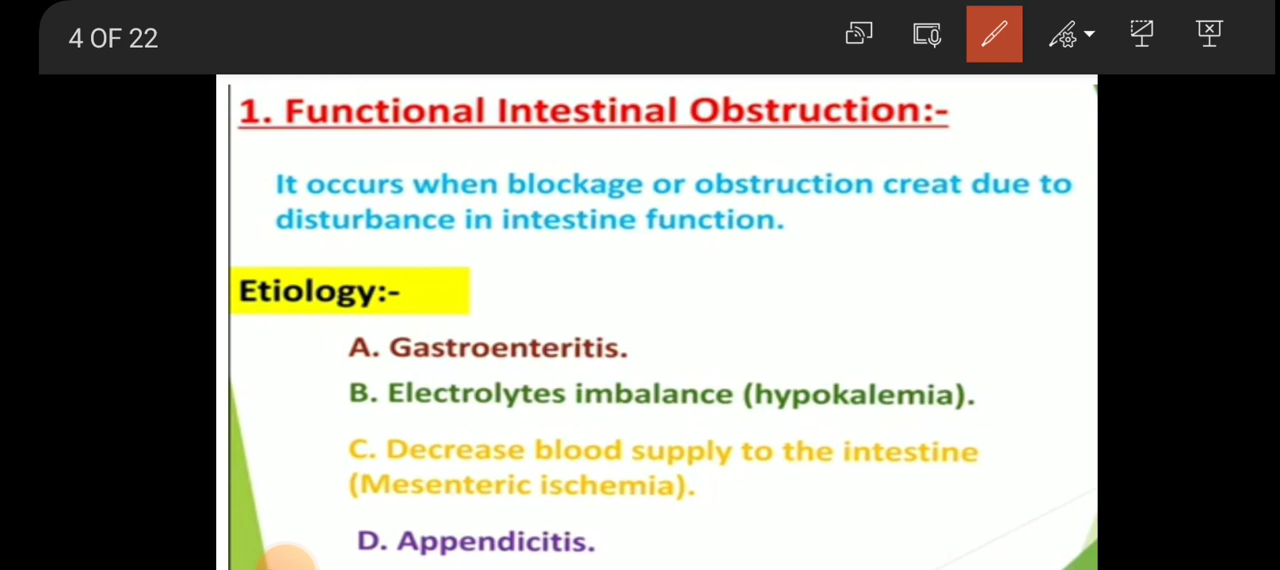 4 OF 22
1. Functional Intestinal Obstruction:-
It occurs when blockage or obstruction creat due to
disturbance in intestine function.
Etiology:-
A. Gastroenteritis.
B. Electrolytes imbalance (hypokalemia).
C. Decrease blood supply to the intestine
(Mesenteric ischemia).
D. Appendicitis.